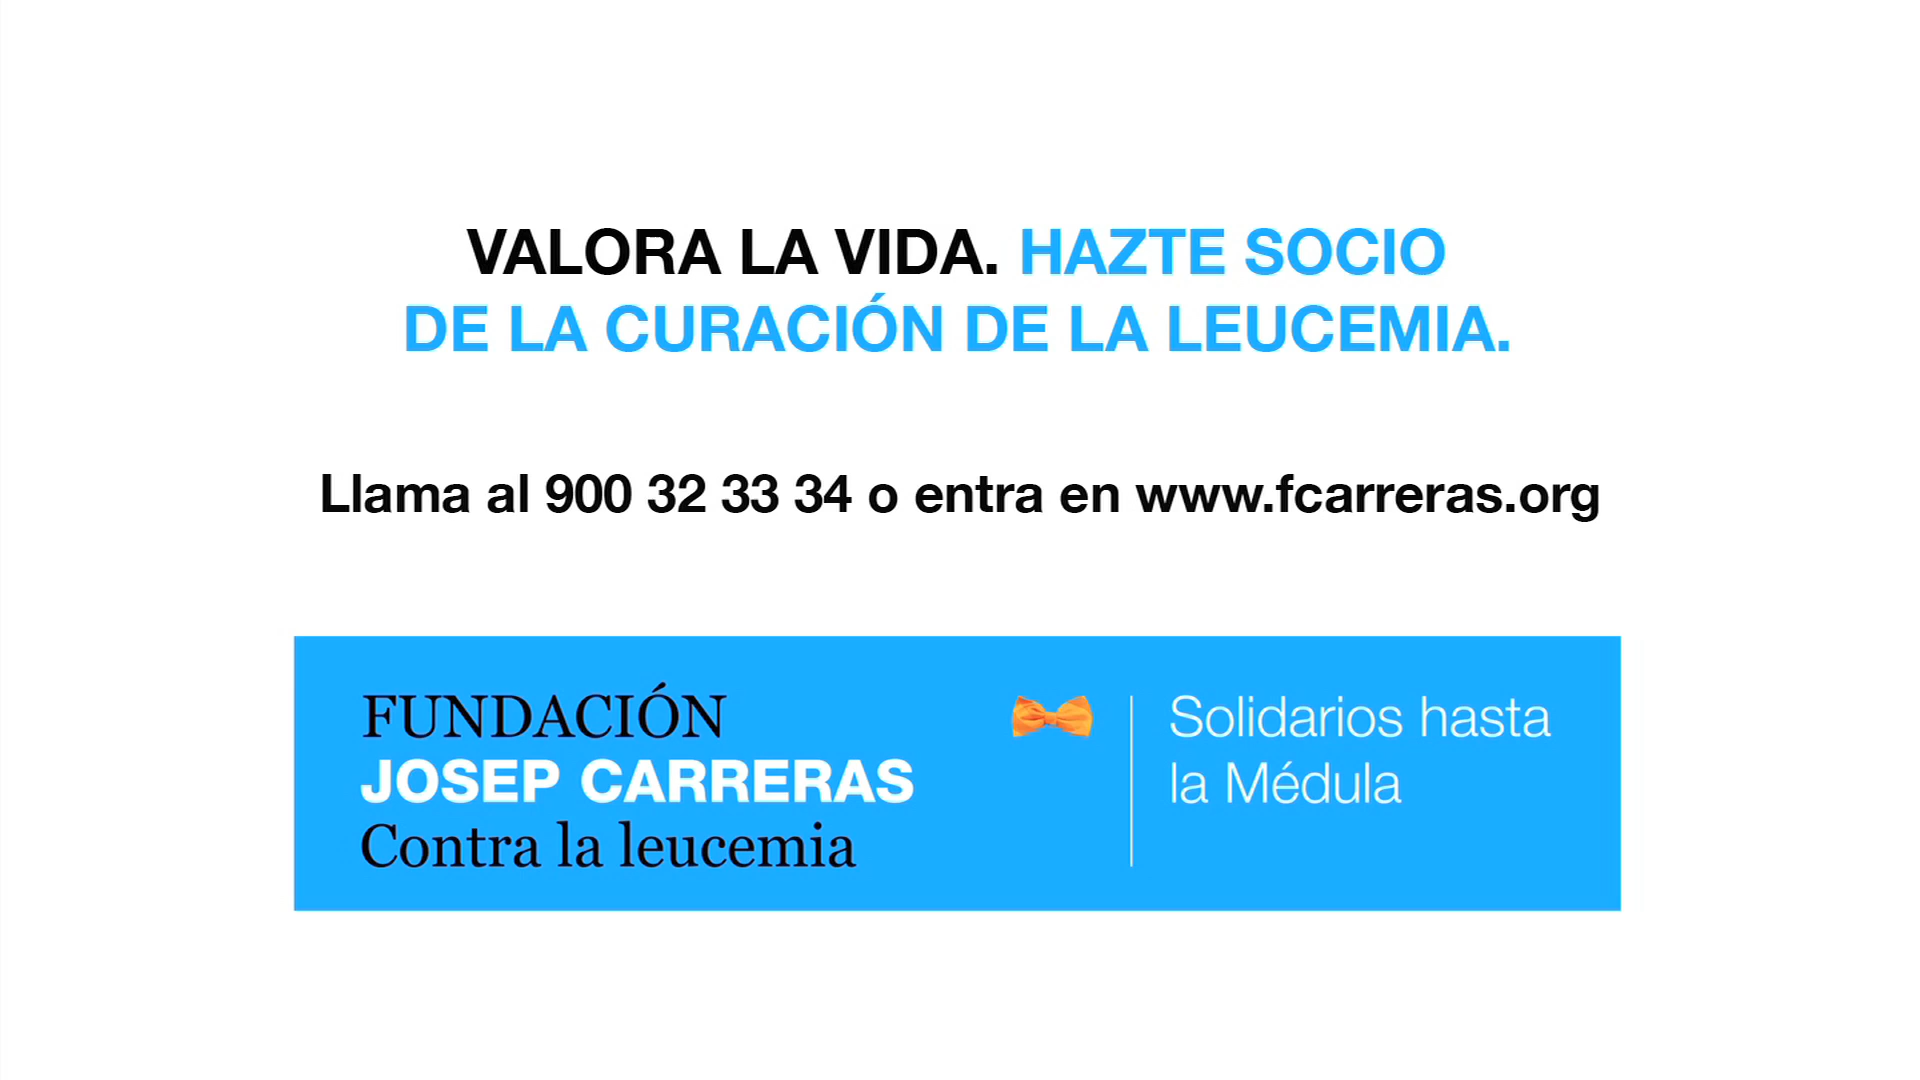 VALORA LA VIDA. HAZTE SOCIO
DE LA CURACIÓN DE LA LEUCEMIA.
Llama al 900 32 33 34 o entra en www.fcarreras.org
FUNDACIÓN
JOSEP CARRERAS
Contra la leucemia
Solidarios hasta
la Médula